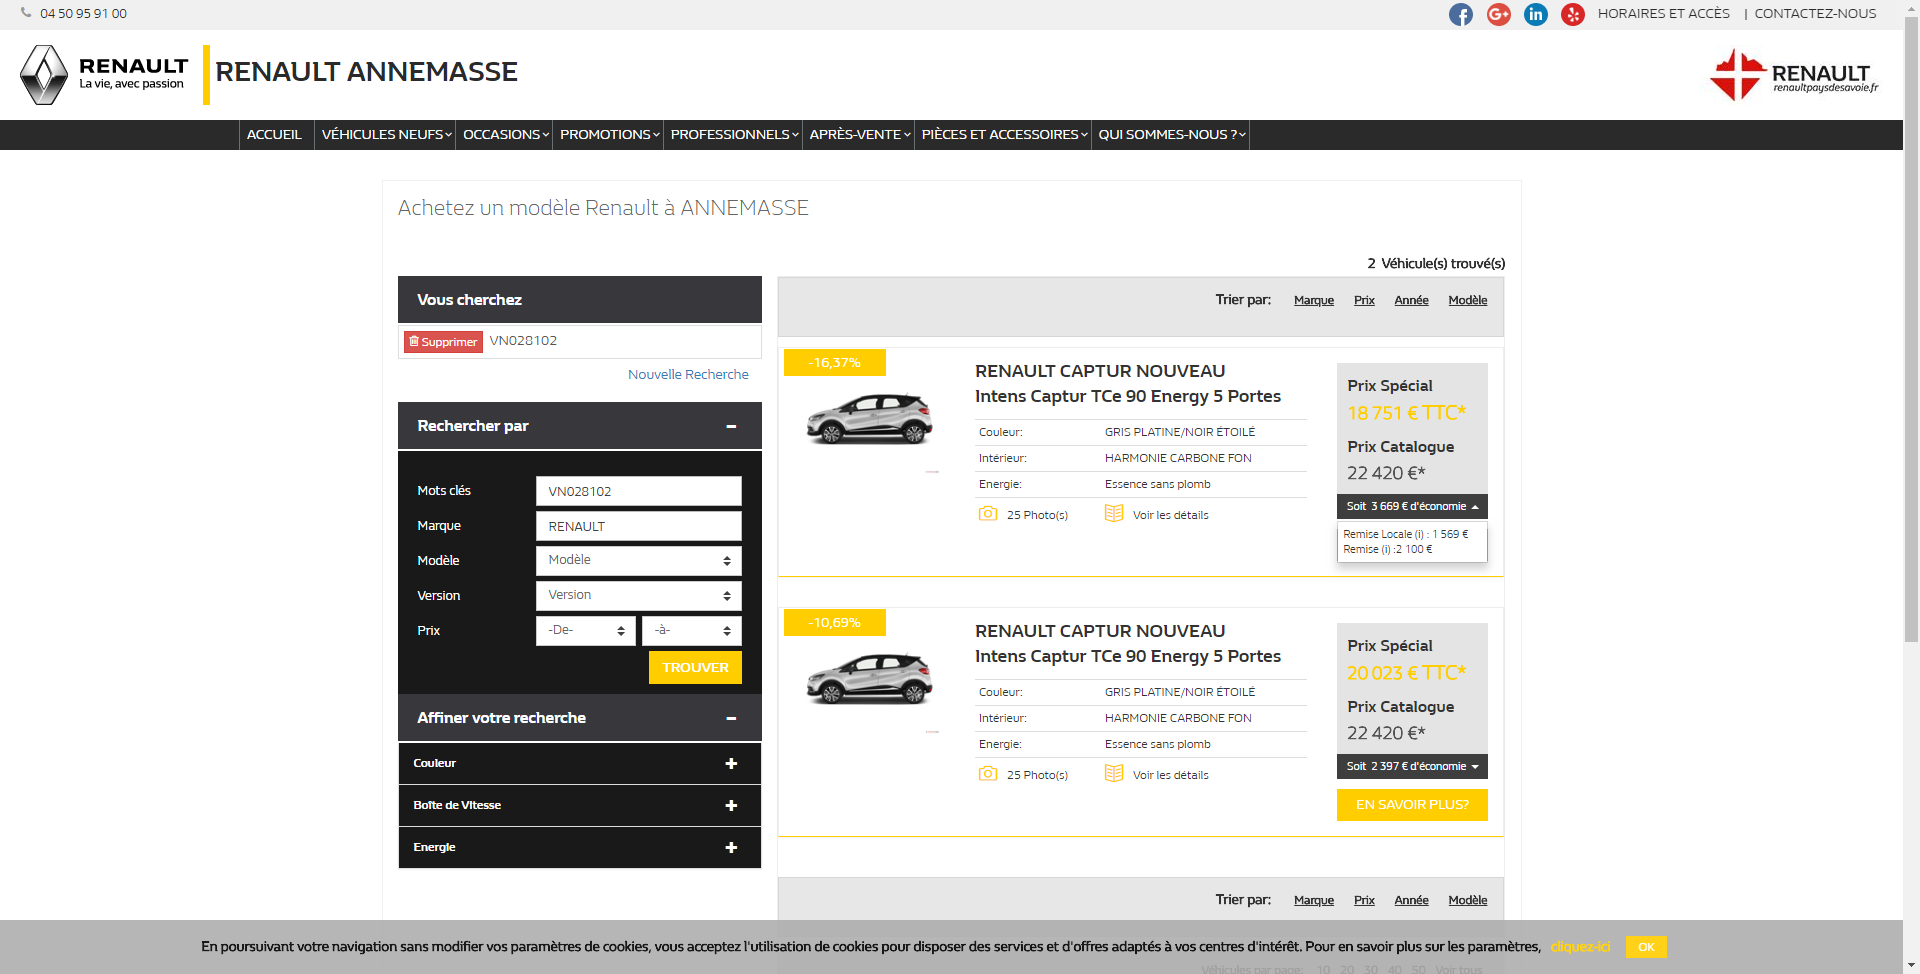 04 50 95 91 00
HORAIRES ET ACCÈS | CONTACTEZ-NOUS
RENAULT
La vie, avec passion
RENAULT ANNEMASSE
RENAULT
renaultpaysdesavoie.fr
ACCUEIL VÉHICULES NEUFS OCCASIONS PROMOTIONS PROFESSIONNELS APRÈS-VENTE PIÈCES ET ACCESSOIRES QUI SOMMES-NOUS ?
Achetez un modèle Renault à ANNEMASSE
2 Véhicule(s) trouvé(s)
Vous cherchez
Supprimer VN028102
Nouvelle Recherche
Rechercher par
Mots clés VN028102
Marque RENAULT
Modèle Modèle
Version Version
Prix -De- -à-
TROUVER
Affiner votre recherche
Couleur
Boîte de Vitesse
Energie
Trier par: Marque Prix Année Modèle
-16,37%
RENAULT CAPTUR NOUVEAU
Intens Captur TCe 90 Energy 5 Portes
Couleur: GRIS PLATINE/NOIR ÉTOILÉ
Intérieur: HARMONIE CARBONE FON
Energie: Essence sans plomb
25 Photo(s) Voir les détails
Prix Spécial
18 751 € TTC*
Prix Catalogue
22 420 €*
Soit 3 669 € d'économie
Remise Locale (i) : 1 569 €
Remise (i) :2 100 €
-10,69%
RENAULT CAPTUR NOUVEAU
Intens Captur TCe 90 Energy 5 Portes
Couleur: GRIS PLATINE/NOIR ÉTOILÉ
Intérieur: HARMONIE CARBONE FON
Energie: Essence sans plomb
25 Photo(s) Voir les détails
Prix Spécial
20 023 € TTC*
Prix Catalogue
22 420 €*
Soit 2 397 € d'économie
EN SAVOIR PLUS?
Trier par: Marque Prix Année Modèle
En poursuivant votre navigation sans modifier vos paramètres de cookies, vous acceptez l'utilisation de cookies pour disposer des services et d'offres adaptés à vos centres d'intérêt. Pour en savoir plus sur les paramètres, cliquez-ici OK
Véhicules par page: 10 20 30 40 50 Voir tous